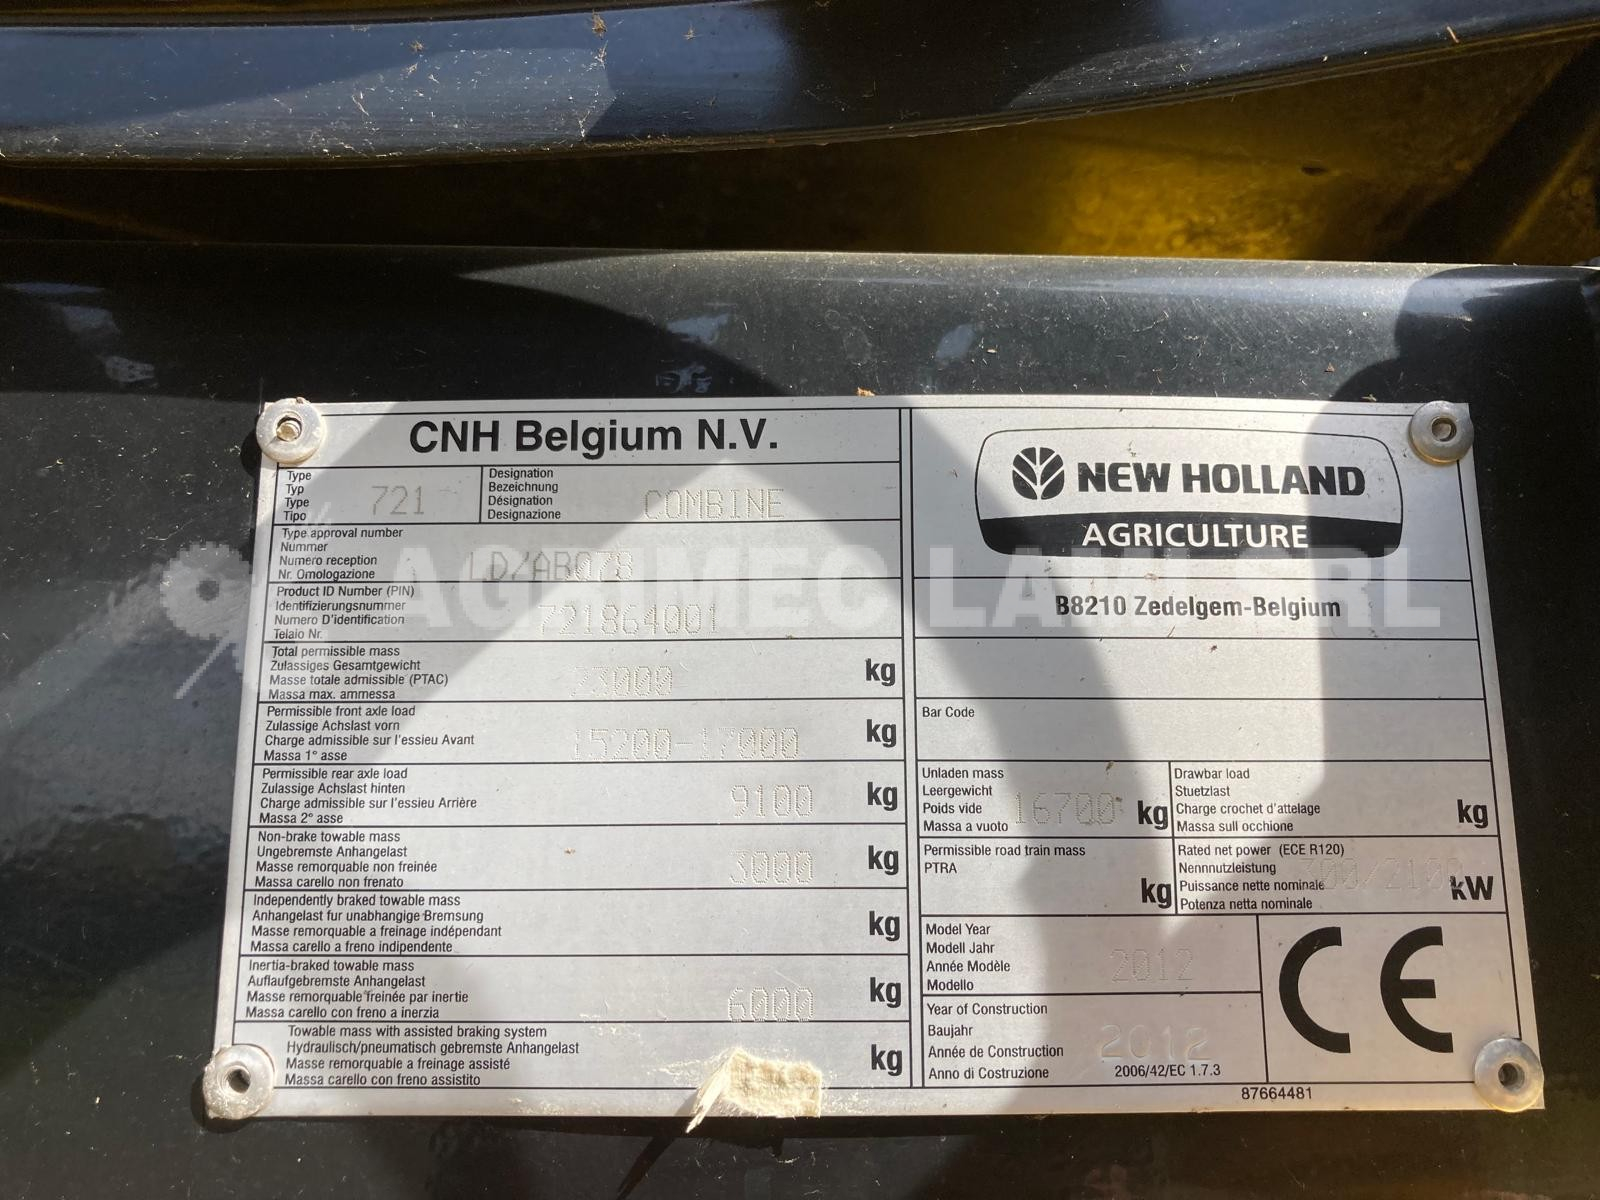 CNH Belgium N.V.
Type
Typ
Type
Tipo
721
Designation
Bezeichnung
Désignation
Designazione
COMBINE
Type approval number
Nummer
Numero reception
Nr. Omologazione
LD/AB078
Product ID Number (PIN)
Identifizierungsnummer
Numero D'identification
Telaio Nr.
721864001
Total permissible mass
Zulassiges Gesamtgewicht
Masse totale admissible (PTAC)
Massa max. ammessa
23000 kg
Permissible front axle load
Zulassige Achslast vorn
Charge admissible sur l'essieu Avant
Massa 1° asse
15200-17000 kg
Permissible rear axle load
Zulassige Achslast hinten
Charge admissible sur l'essieu Arrière
Massa 2° asse
9100 kg
Non-brake towable mass
Ungebremste Anhangelast
Masse remorquable non freinée
Massa carello non frenato
3000 kg
Independently braked towable mass
Anhangelast fur unabhangige Bremsung
Masse remorquable a freinage indépendant
Massa carello a freno indipendente
kg
Inertia-braked towable mass
Auflaufgebremste Anhangelast
Masse remorquable freinée par inertie
Massa carello con freno a inerzia
6000 kg
Towable mass with assisted braking system
Hydraulisch/pneumatisch gebremste Anhangelast
Masse remorquable a freinage assisté
Massa carello con freno assistito
kg
NEW HOLLAND
AGRICULTURE
B8210 Zedelgem-Belgium
Bar Code
Unladen mass
Leergewicht
Poids vide
Massa a vuoto
16700 kg
Drawbar load
Stuetzlast
Charge crochet d'attelage
Massa sull occhione
kg
Permissible road train mass
PTRA
kg
Rated net power (ECE R120)
Nennnutzleistung
Puissance nette nominale
Potenza netta nominale
300/2100 kW
Model Year
Modell Jahr
Année Modèle
Modello
2012
Year of Construction
Baujahr
Année de Construction
Anno di Costruzione
2012
2006/42/EC 1.7.3
CE
87664481
AGRIMEC LAMI SRL